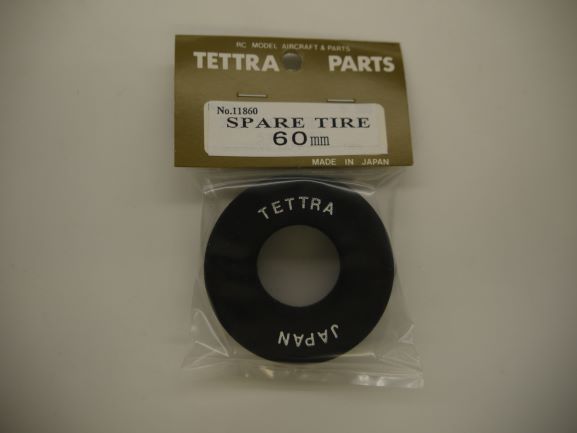 RC MODEL AIRCRAFT & PARTS
TETTRA PARTS
No.11860
SPARE TIRE
60mm
MADE IN JAPAN
TETTRA
JAPAN